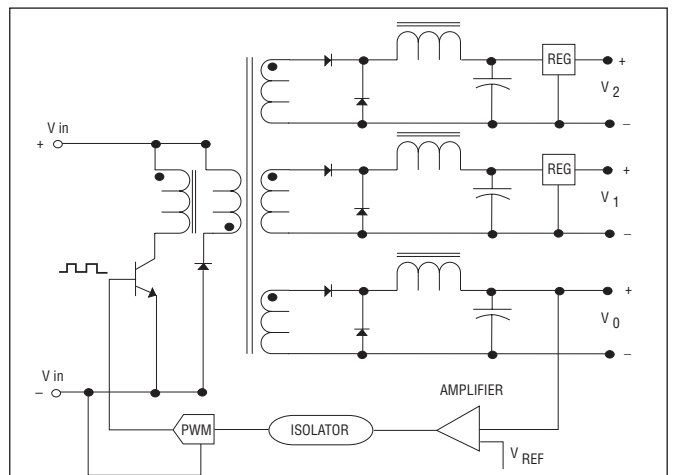 REG
+
V 2
–
V in
+
REG
+
V 1
–
+
V 0
–
V in
–
AMPLIFIER
PWM
ISOLATOR
V REF